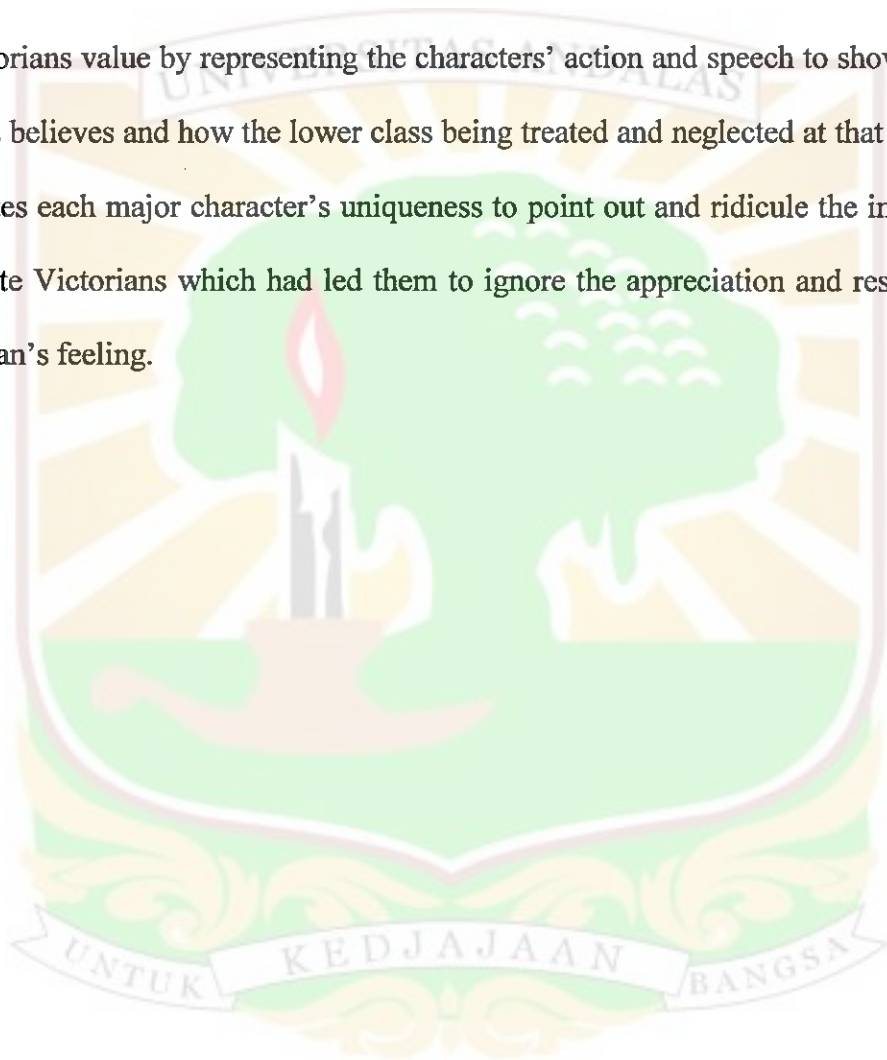 orians value by representing the characters’ action and speech to show
UNIVERSITAS ANDALAS
believes and how the lower class being treated and neglected at that
es each major character’s uniqueness to point out and ridicule the in
te Victorians which had led them to ignore the appreciation and res
an’s feeling.
UNTUK KEDJAJAAN BANGSA